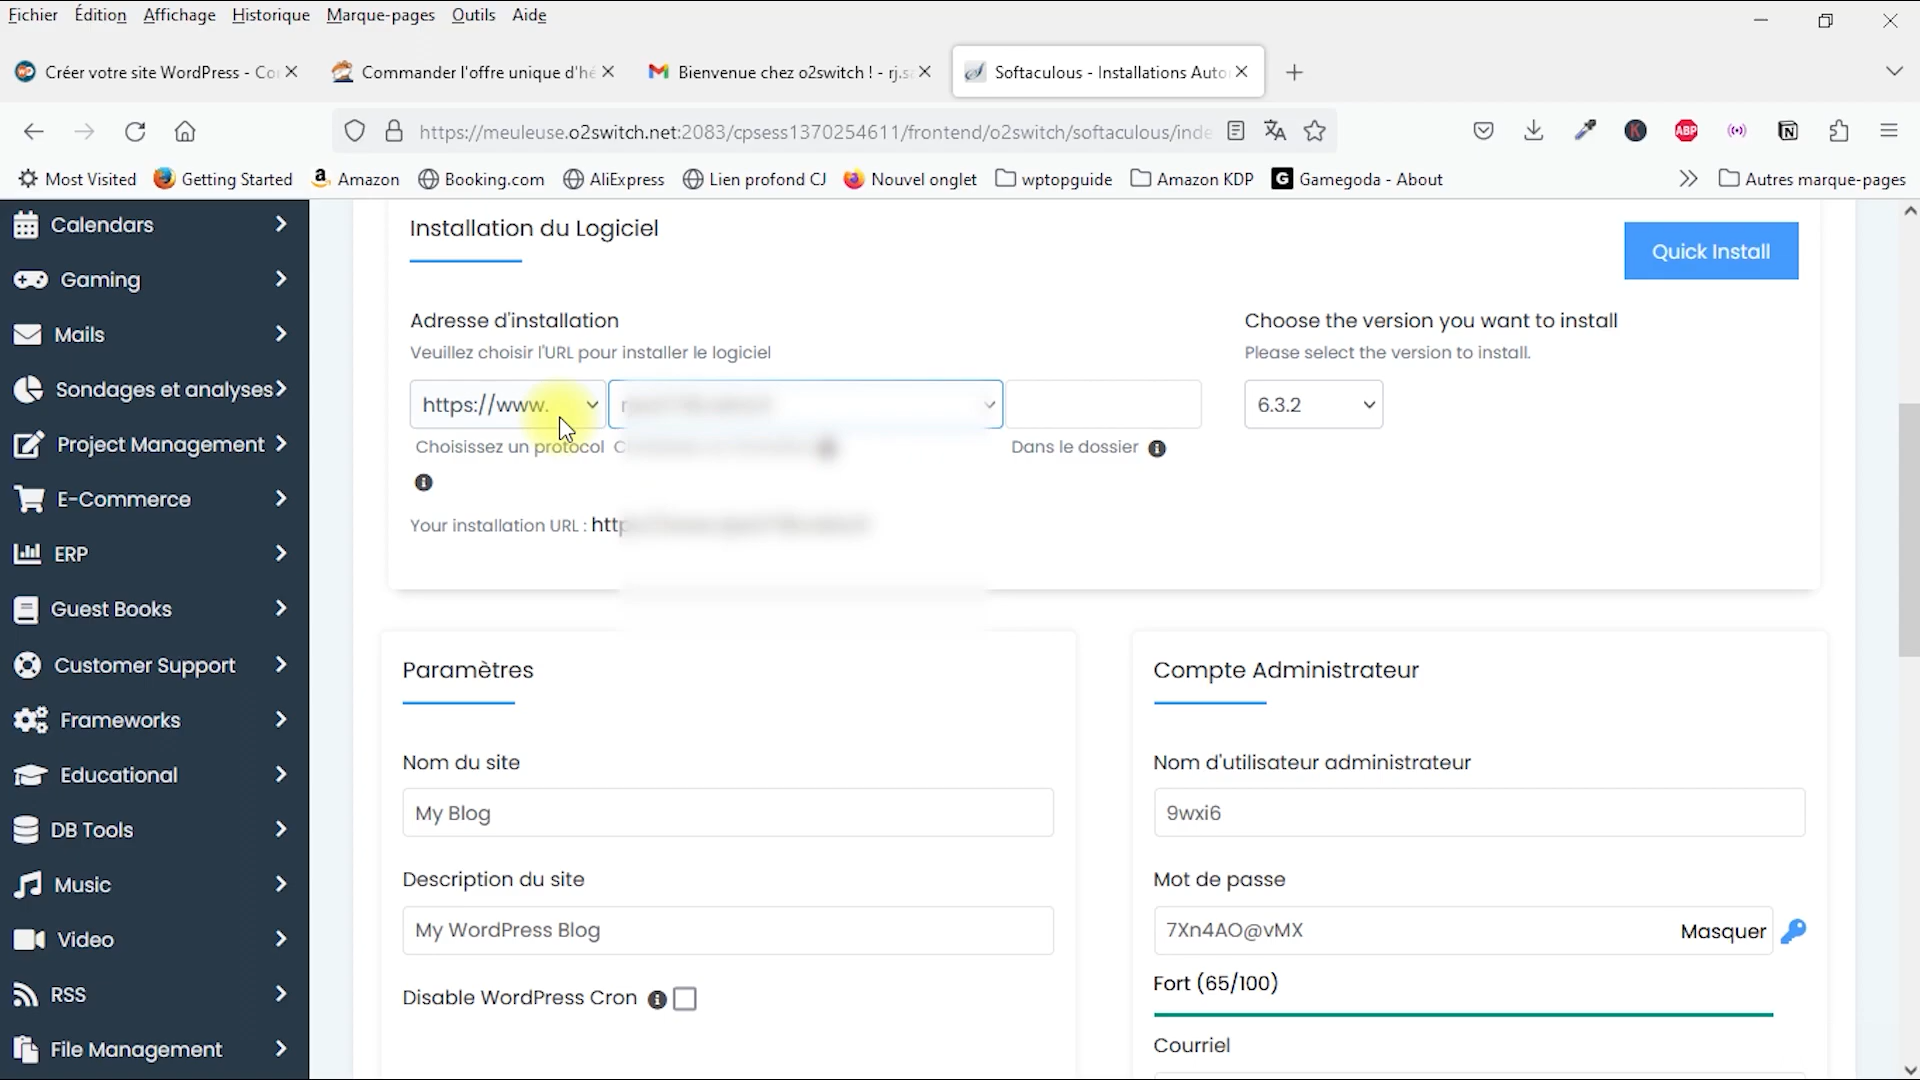 Fichier Édition Affichage Historique Marque-pages Outils Aide
Créer votre site WordPress - Co
Commander l'offre unique d'hé
Bienvenue chez o2switch ! - rj.sa
Softaculous - Installations Auto
https://meuleuse.o2switch.net:2083/cpsess1370254611/frontend/o2switch/softaculous/inde
ABP
Most Visited Getting Started Amazon Booking.com AliExpress Lien profond CJ Nouvel onglet wptopguide Amazon KDP Gamegoda - About Autres marque-pages
Calendars
Gaming
Mails
Sondages et analyses
Project Management
E-Commerce
ERP
Guest Books
Customer Support
Frameworks
Educational
DB Tools
Music
Video
RSS
File Management
Installation du Logiciel
Quick Install
Adresse d'installation
Veuillez choisir l'URL pour installer le logiciel
https://www.
Choisissez un protocol
Dans le dossier
Your installation URL : http
Choose the version you want to install
Please select the version to install.
6.3.2
Paramètres
Nom du site
My Blog
Description du site
My WordPress Blog
Disable WordPress Cron
Compte Administrateur
Nom d'utilisateur administrateur
9wxi6
Mot de passe
7Xn4AO@vMX Masquer
Fort (65/100)
Courriel